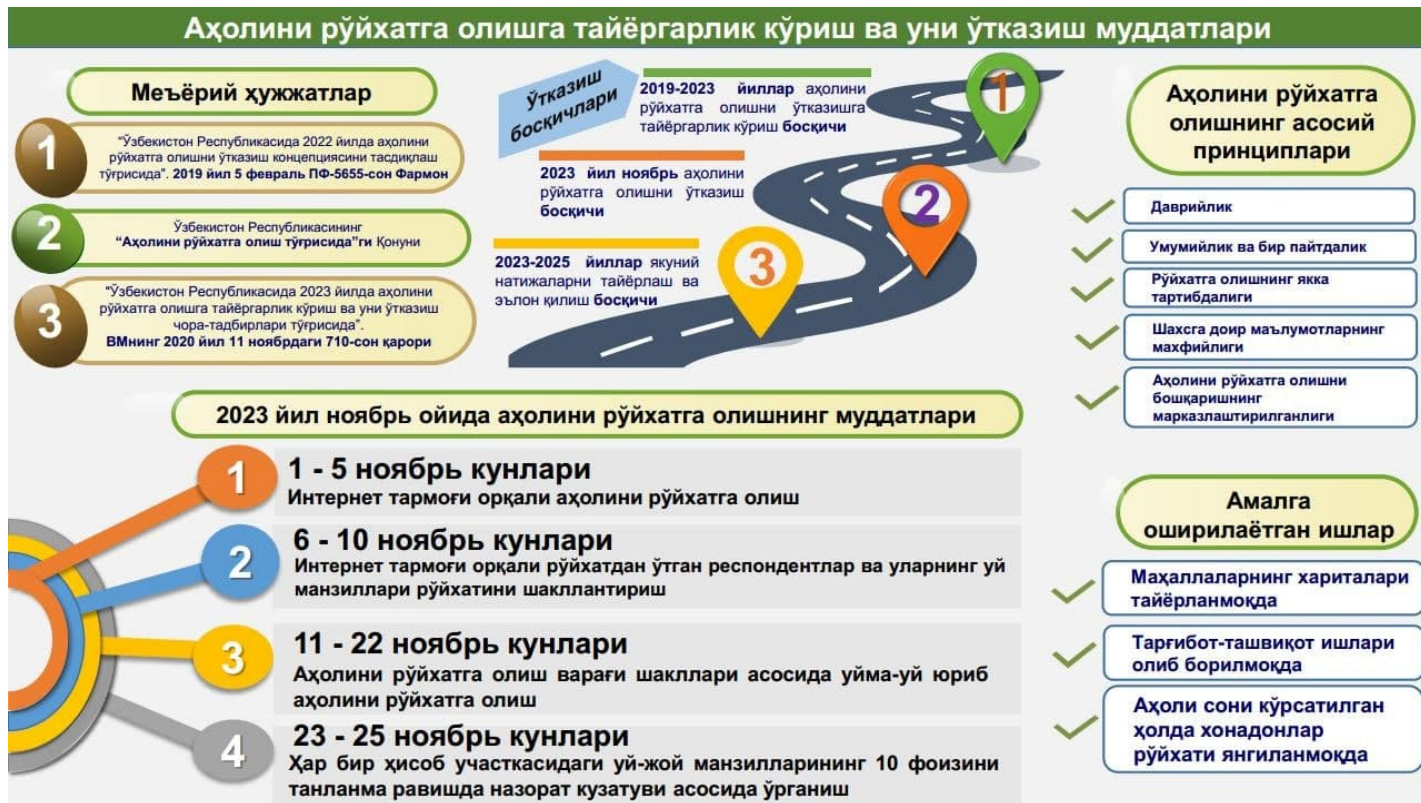 Аҳолини рўйхатга олишга тайёргарлик кўриш ва уни ўтказиш муддатлари
Меъёрий ҳужжатлар
1
"Ўзбекистон Республикасида 2022 йилда аҳолини
рўйхатга олишни ўтказиш концепциясини тасдиқлаш
тўғрисида". 2019 йил 5 февраль ПФ-5655-сон Фармон
2
Ўзбекистон Республикасининг
"Аҳолини рўйхатга олиш тўғрисида"ги Қонуни
3
"Ўзбекистон Республикасида 2023 йилда аҳолини
рўйхатга олишга тайёргарлик кўриш ва уни ўтказиш
чора-тадбирлари тўғрисида".
ВМнинг 2020 йил 11 ноябрдаги 710-сон қарори
Ўтказиш
босқичлари
2019-2023 йиллар аҳолини
рўйхатга олишни ўтказишга
тайёргарлик кўриш босқичи
1
2023 йил ноябрь аҳолини
рўйхатга олишни ўтказиш
босқичи
2
2023-2025 йиллар якуний
натижаларни тайёрлаш ва
эълон қилиш босқичи
3
Аҳолини рўйхатга
олишнинг асосий
принциплари
Даврийлик
Умумийлик ва бир пайтдалик
Рўйхатга олишнинг якка
тартибдалиги
Шахсга доир маълумотларнинг
махфийлиги
Аҳолини рўйхатга олишни
бошқаришнинг
марказлаштирилганлиги
2023 йил ноябрь ойида аҳолини рўйхатга олишнинг муддатлари
1
1 - 5 ноябрь кунлари
Интернет тармоғи орқали аҳолини рўйхатга олиш
2
6 - 10 ноябрь кунлари
Интернет тармоғи орқали рўйхатдан ўтган респондентлар ва уларнинг уй
манзиллари рўйхатини шакллантириш
3
11 - 22 ноябрь кунлари
Аҳолини рўйхатга олиш варағи шакллари асосида уйма-уй юриб
аҳолини рўйхатга олиш
4
23 - 25 ноябрь кунлари
Ҳар бир ҳисоб участкасидаги уй-жой манзилларининг 10 фоизини
танланма равишда назорат кузатуви асосида ўрганиш
Амалга
оширилаётган ишлар
Маҳаллаларнинг хариталари
тайёрланмоқда
Тарғибот-ташвиқот ишлари
олиб борилмоқда
Аҳоли сони кўрсатилган
ҳолда хонадонлар
рўйхати янгиланмоқда